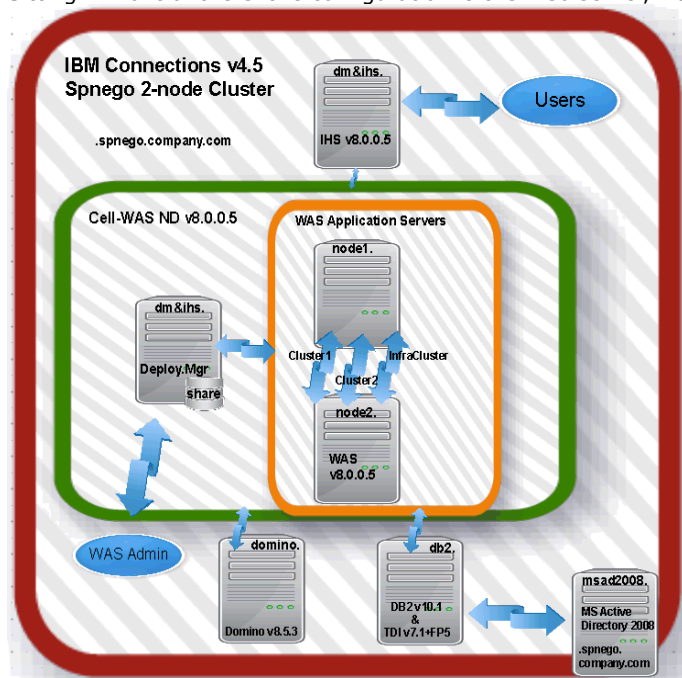 IBM Connections v4.5
Spnego 2-node Cluster
.spnego.company.com
dm&ihs.
IHS v8.0.0.5
Users
Cell-WAS ND v8.0.0.5
WAS Application Servers
node1.
dm&ihs.
Deploy.Mgr
share
Cluster1
InfraCluster
Cluster2
node2.
WAS
v8.0.0.5
WAS Admin
domino.
Domino v8.5.3
db2.
DB2 v10.1
&
TDI v7.1+FP5
msad2008.
MS Active
Directory 2008
.spnego.
company.com